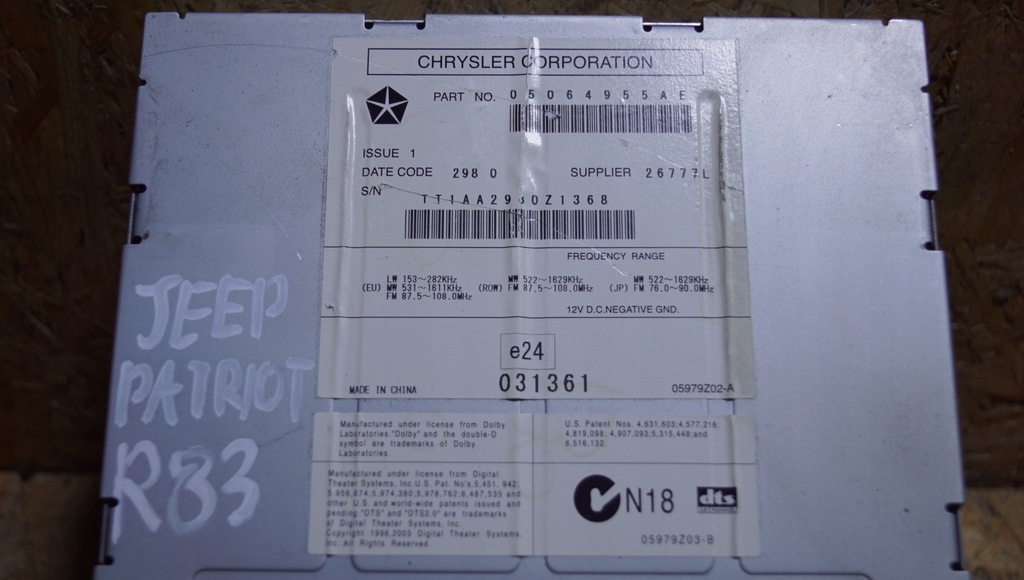 CHRYSLER CORPORATION
PART NO. 05064955AE
ISSUE 1
DATE CODE 298 0 SUPPLIER 26777L
S/N
TT1AA2980Z1368
FREQUENCY RANGE
LW 153~282KHz
(EU) MW 531~1611KHz
FM 87.5~108.0MHz
MW 522~1629KHz
(ROW) FM 87.5~108.0MHz
MW 522~1629KHz
(JP) FM 76.0~90.0MHz
12V D.C.NEGATIVE GND.
e24
031361
MADE IN CHINA
05979Z02-A
JEEP
PATRIOT
R83
Manufactured under license from Dolby
Laboratories."Dolby" and the double-D
symbol are trademarks of Dolby
Laboratories.
U.S. Patent Nos. 4,631,603;4,577,216;
4,819,098; 4,907,093;5,315,448;and
6,516,132.
Manufactured under license from Digital
Theater Systems, Inc.U.S. Pat. No's.5,451, 942;
3,956,674;5,974,380;5,978,762;6,487,535 and
other U.S. and world-wide patents issued and
pending."DTS" and "DTS2.0" are trademarks
of Digital Theater Systems, Inc.
Copyright 1996,2003 Digital Theater Systems,
Inc. All Rights Reserved.
N18
dts
05979Z03-B